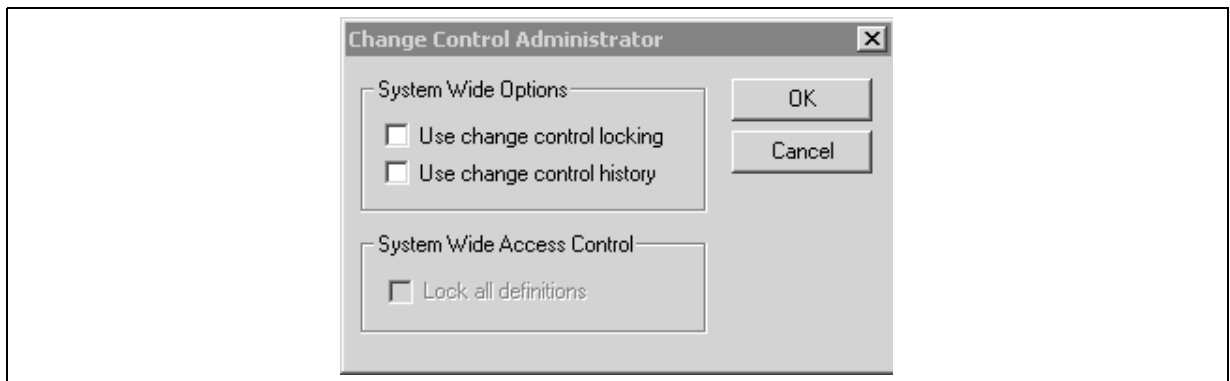 Change Control Administrator
System Wide Options
OK
Use change control locking
Cancel
Use change control history
System Wide Access Control
Lock all definitions